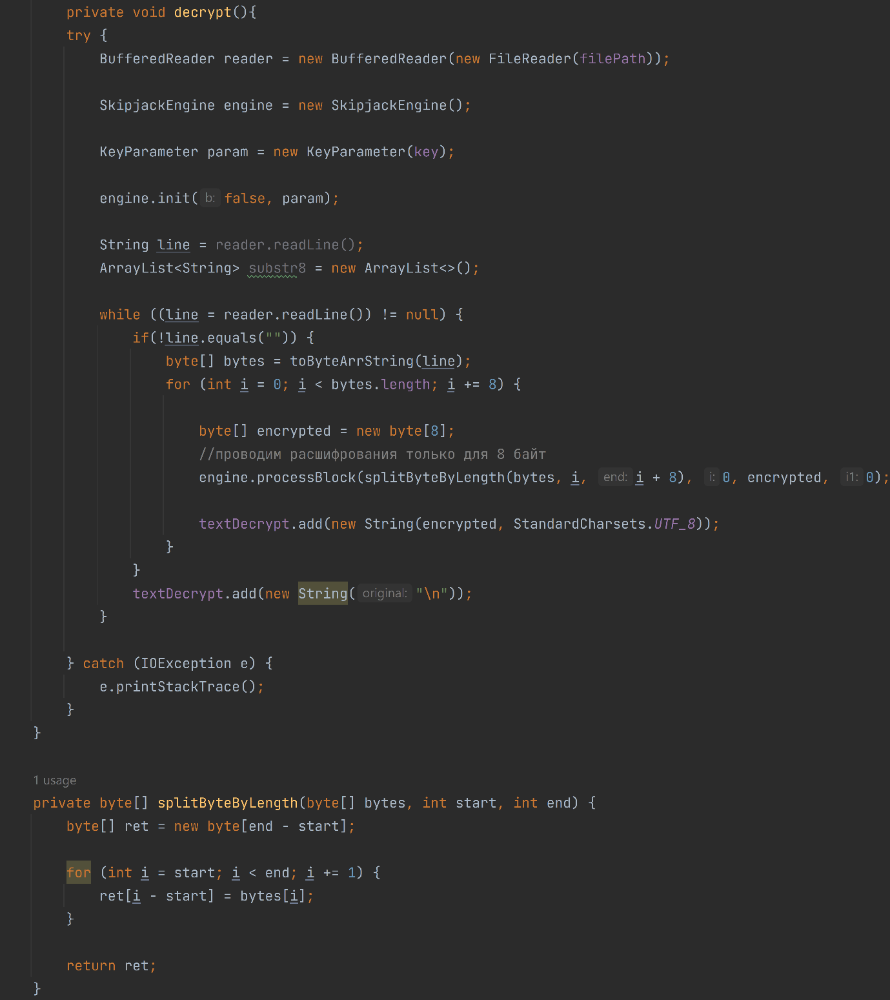 private void decrypt(){
try {
BufferedReader reader = new BufferedReader(new FileReader(filePath));
SkipjackEngine engine = new SkipjackEngine();
KeyParameter param = new KeyParameter(key);
engine.init( b: false, param);
String line = reader.readLine();
ArrayList<String> substr8 = new ArrayList<>();
while ((line = reader.readLine()) != null) {
if(!line.equals("")) {
byte[] bytes = toByteArrString(line);
for (int i = 0; i < bytes.length; i += 8) {
byte[] encrypted = new byte[8];
//проводим расшифрования только для 8 байт
engine.processBlock(splitByteByLength(bytes, i, end: i + 8), i: 0, encrypted, i1: 0);
textDecrypt.add(new String(encrypted, StandardCharsets.UTF_8));
}
}
textDecrypt.add(new String( original: "\n"));
}
} catch (IOException e) {
e.printStackTrace();
}
}
1 usage
private byte[] splitByteByLength(byte[] bytes, int start, int end) {
byte[] ret = new byte[end - start];
for (int i = start; i < end; i += 1) {
ret[i - start] = bytes[i];
}
return ret;
}